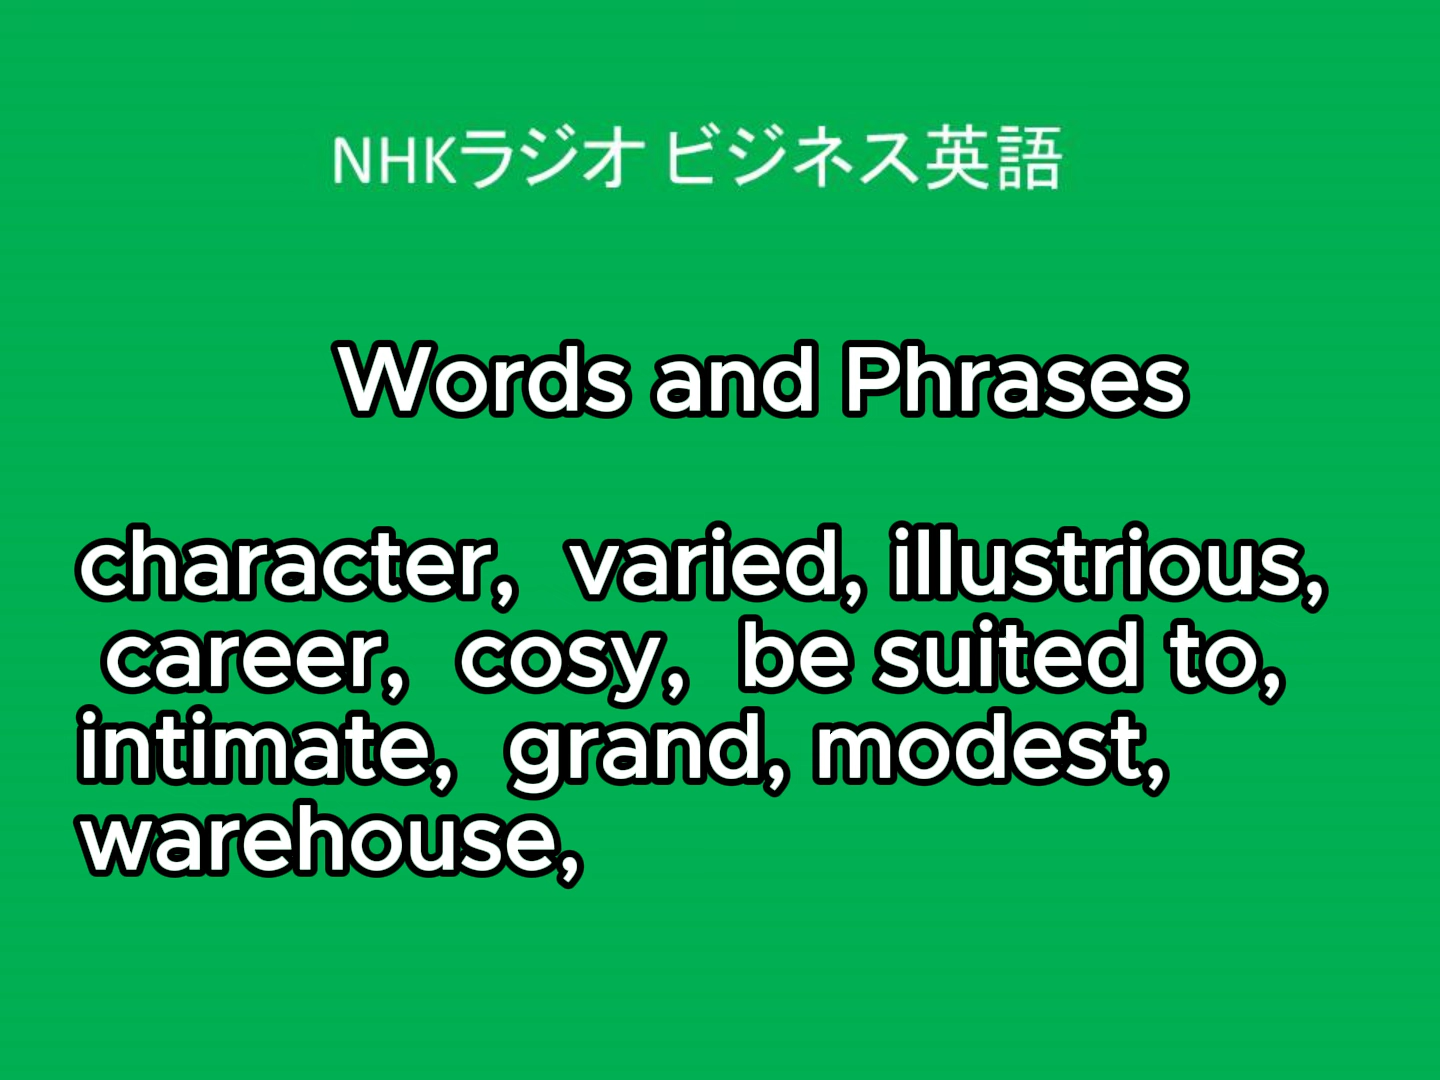 NHKラジオ ビジネス英語
Words and Phrases
character, varied, illustrious,
career, cosy, be suited to,
intimate, grand, modest,
warehouse,